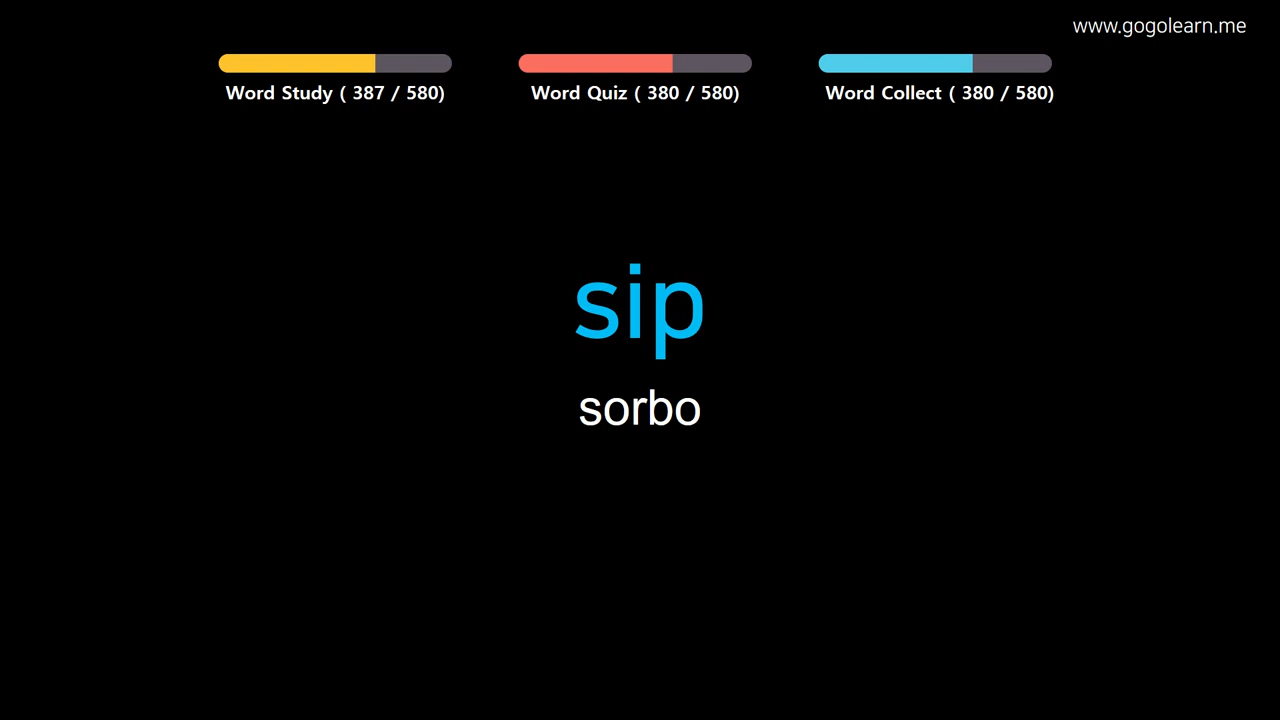 www.gogolearn.me
Word Study ( 387 / 580)
Word Quiz ( 380 / 580)
Word Collect ( 380 / 580)
sip
sorbo